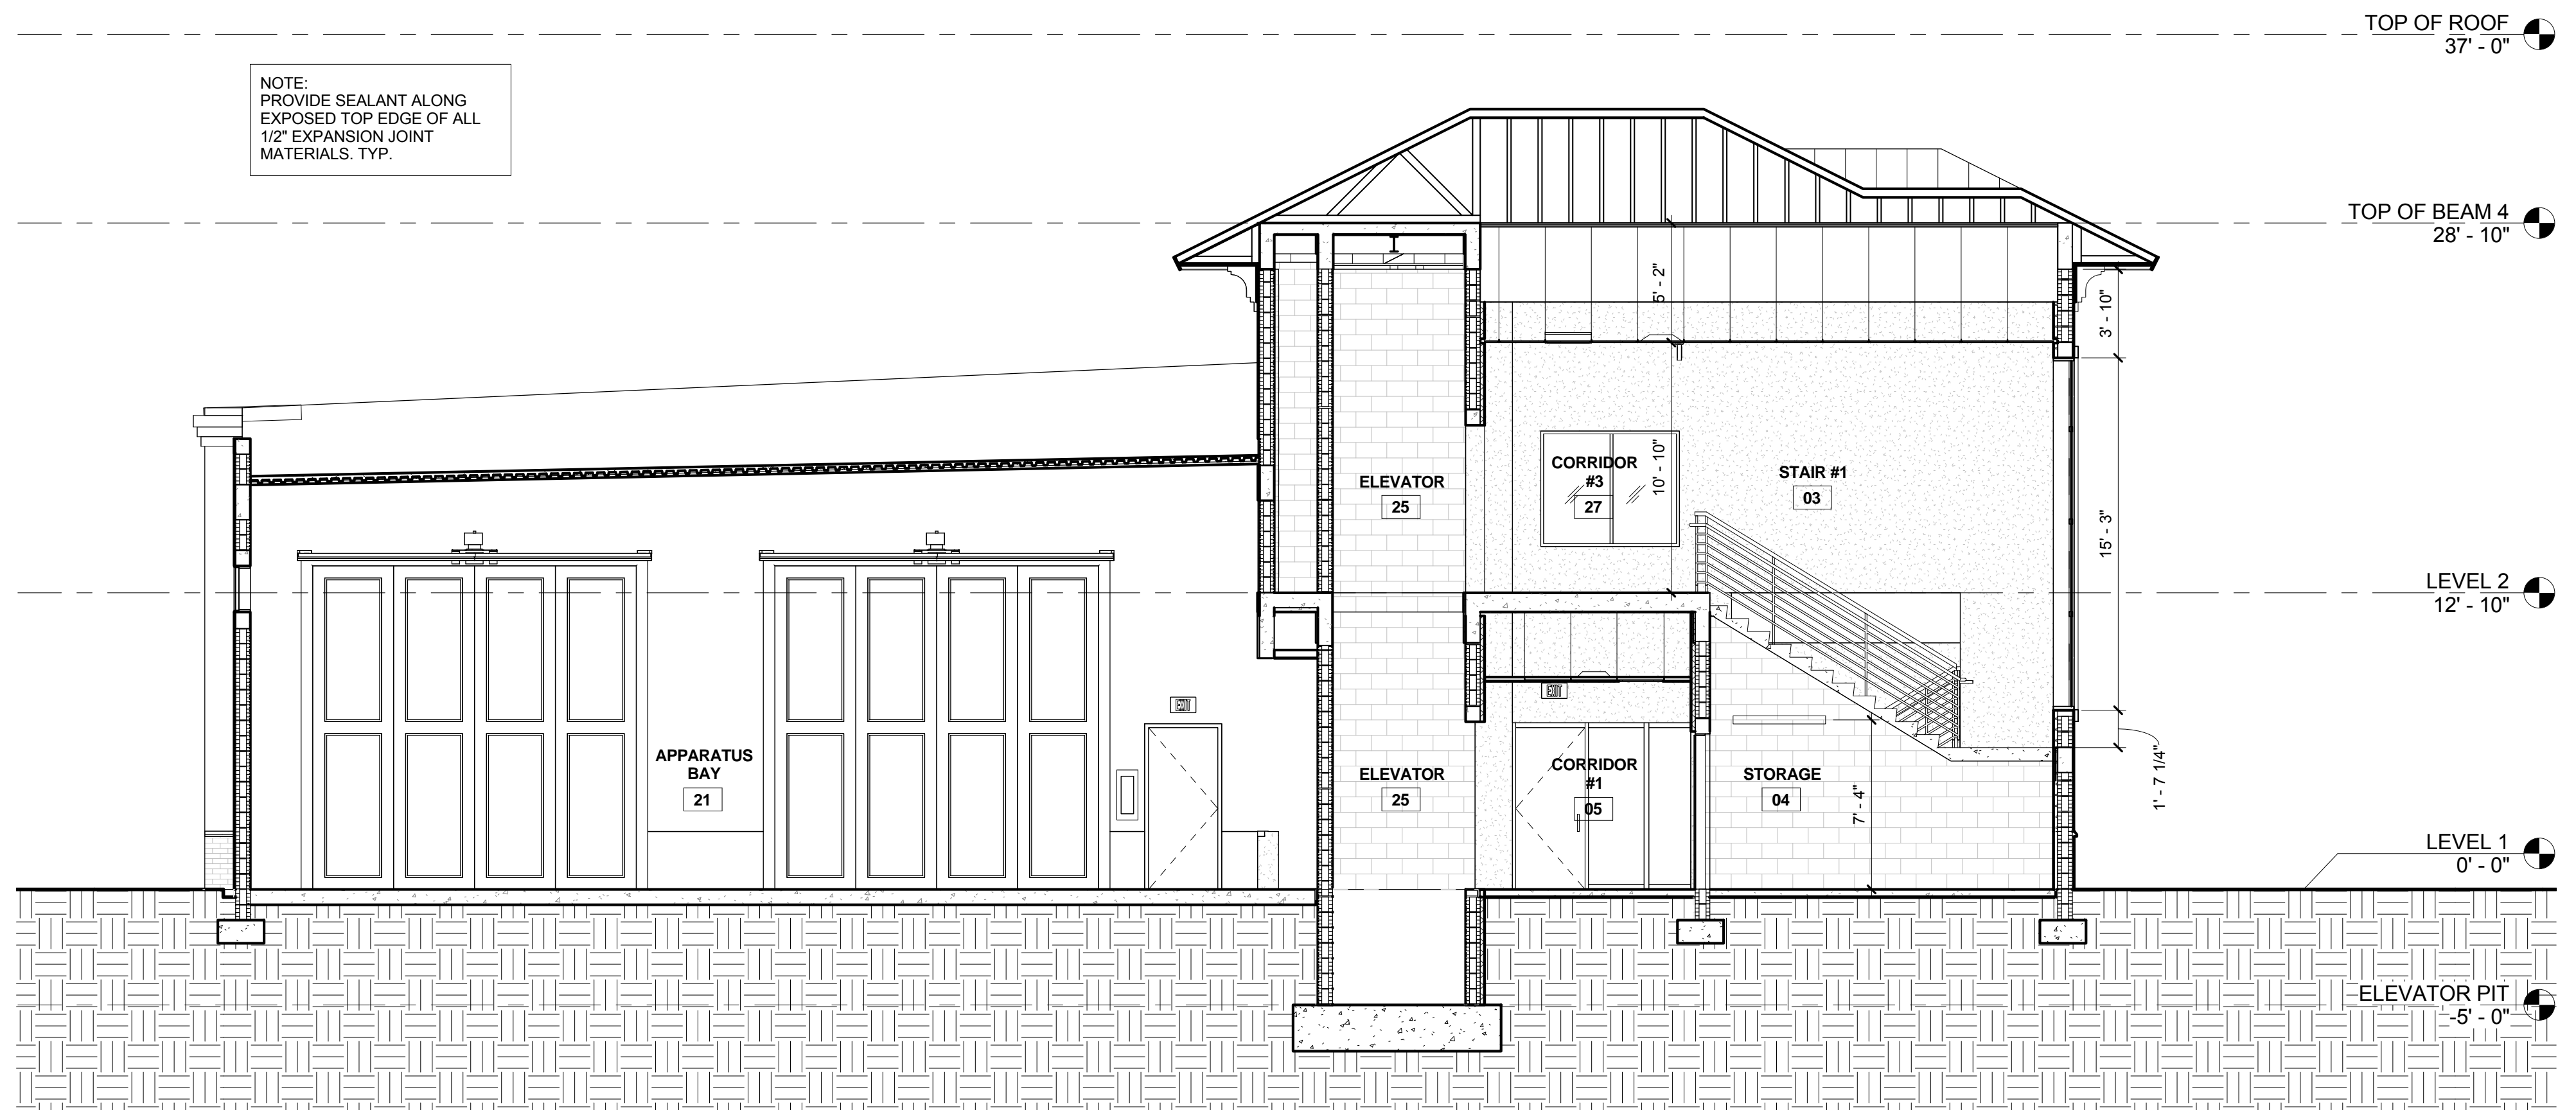 TOP OF ROOF
37' - 0"
NOTE:
PROVIDE SEALANT ALONG
EXPOSED TOP EDGE OF ALL
1/2" EXPANSION JOINT
MATERIALS. TYP.
TOP OF BEAM 4
28' - 10"
5' - 2"
3' - 10"
CORRIDOR
#3
27
10' - 10"
ELEVATOR
25
STAIR #1
03
15' - 3"
LEVEL 2
12' - 10"
EXIT
EXIT
APPARATUS
BAY
21
ELEVATOR
25
CORRIDOR
#1
05
STORAGE
04
7' - 4"
1' - 7 1/4"
LEVEL 1
0' - 0"
ELEVATOR PIT
-5' - 0"